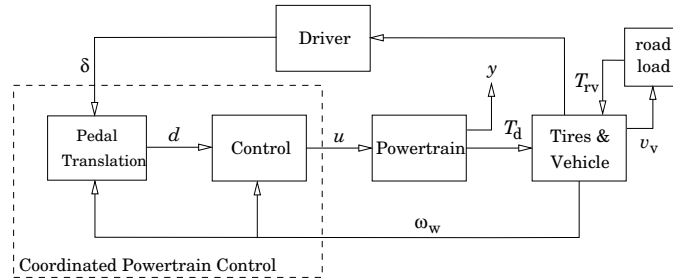 Driver
road
load
δ
y
T_rv
Pedal
Translation
d
Control
u
Powertrain
T_d
Tires &
Vehicle
v_v
ω_w
Coordinated Powertrain Control